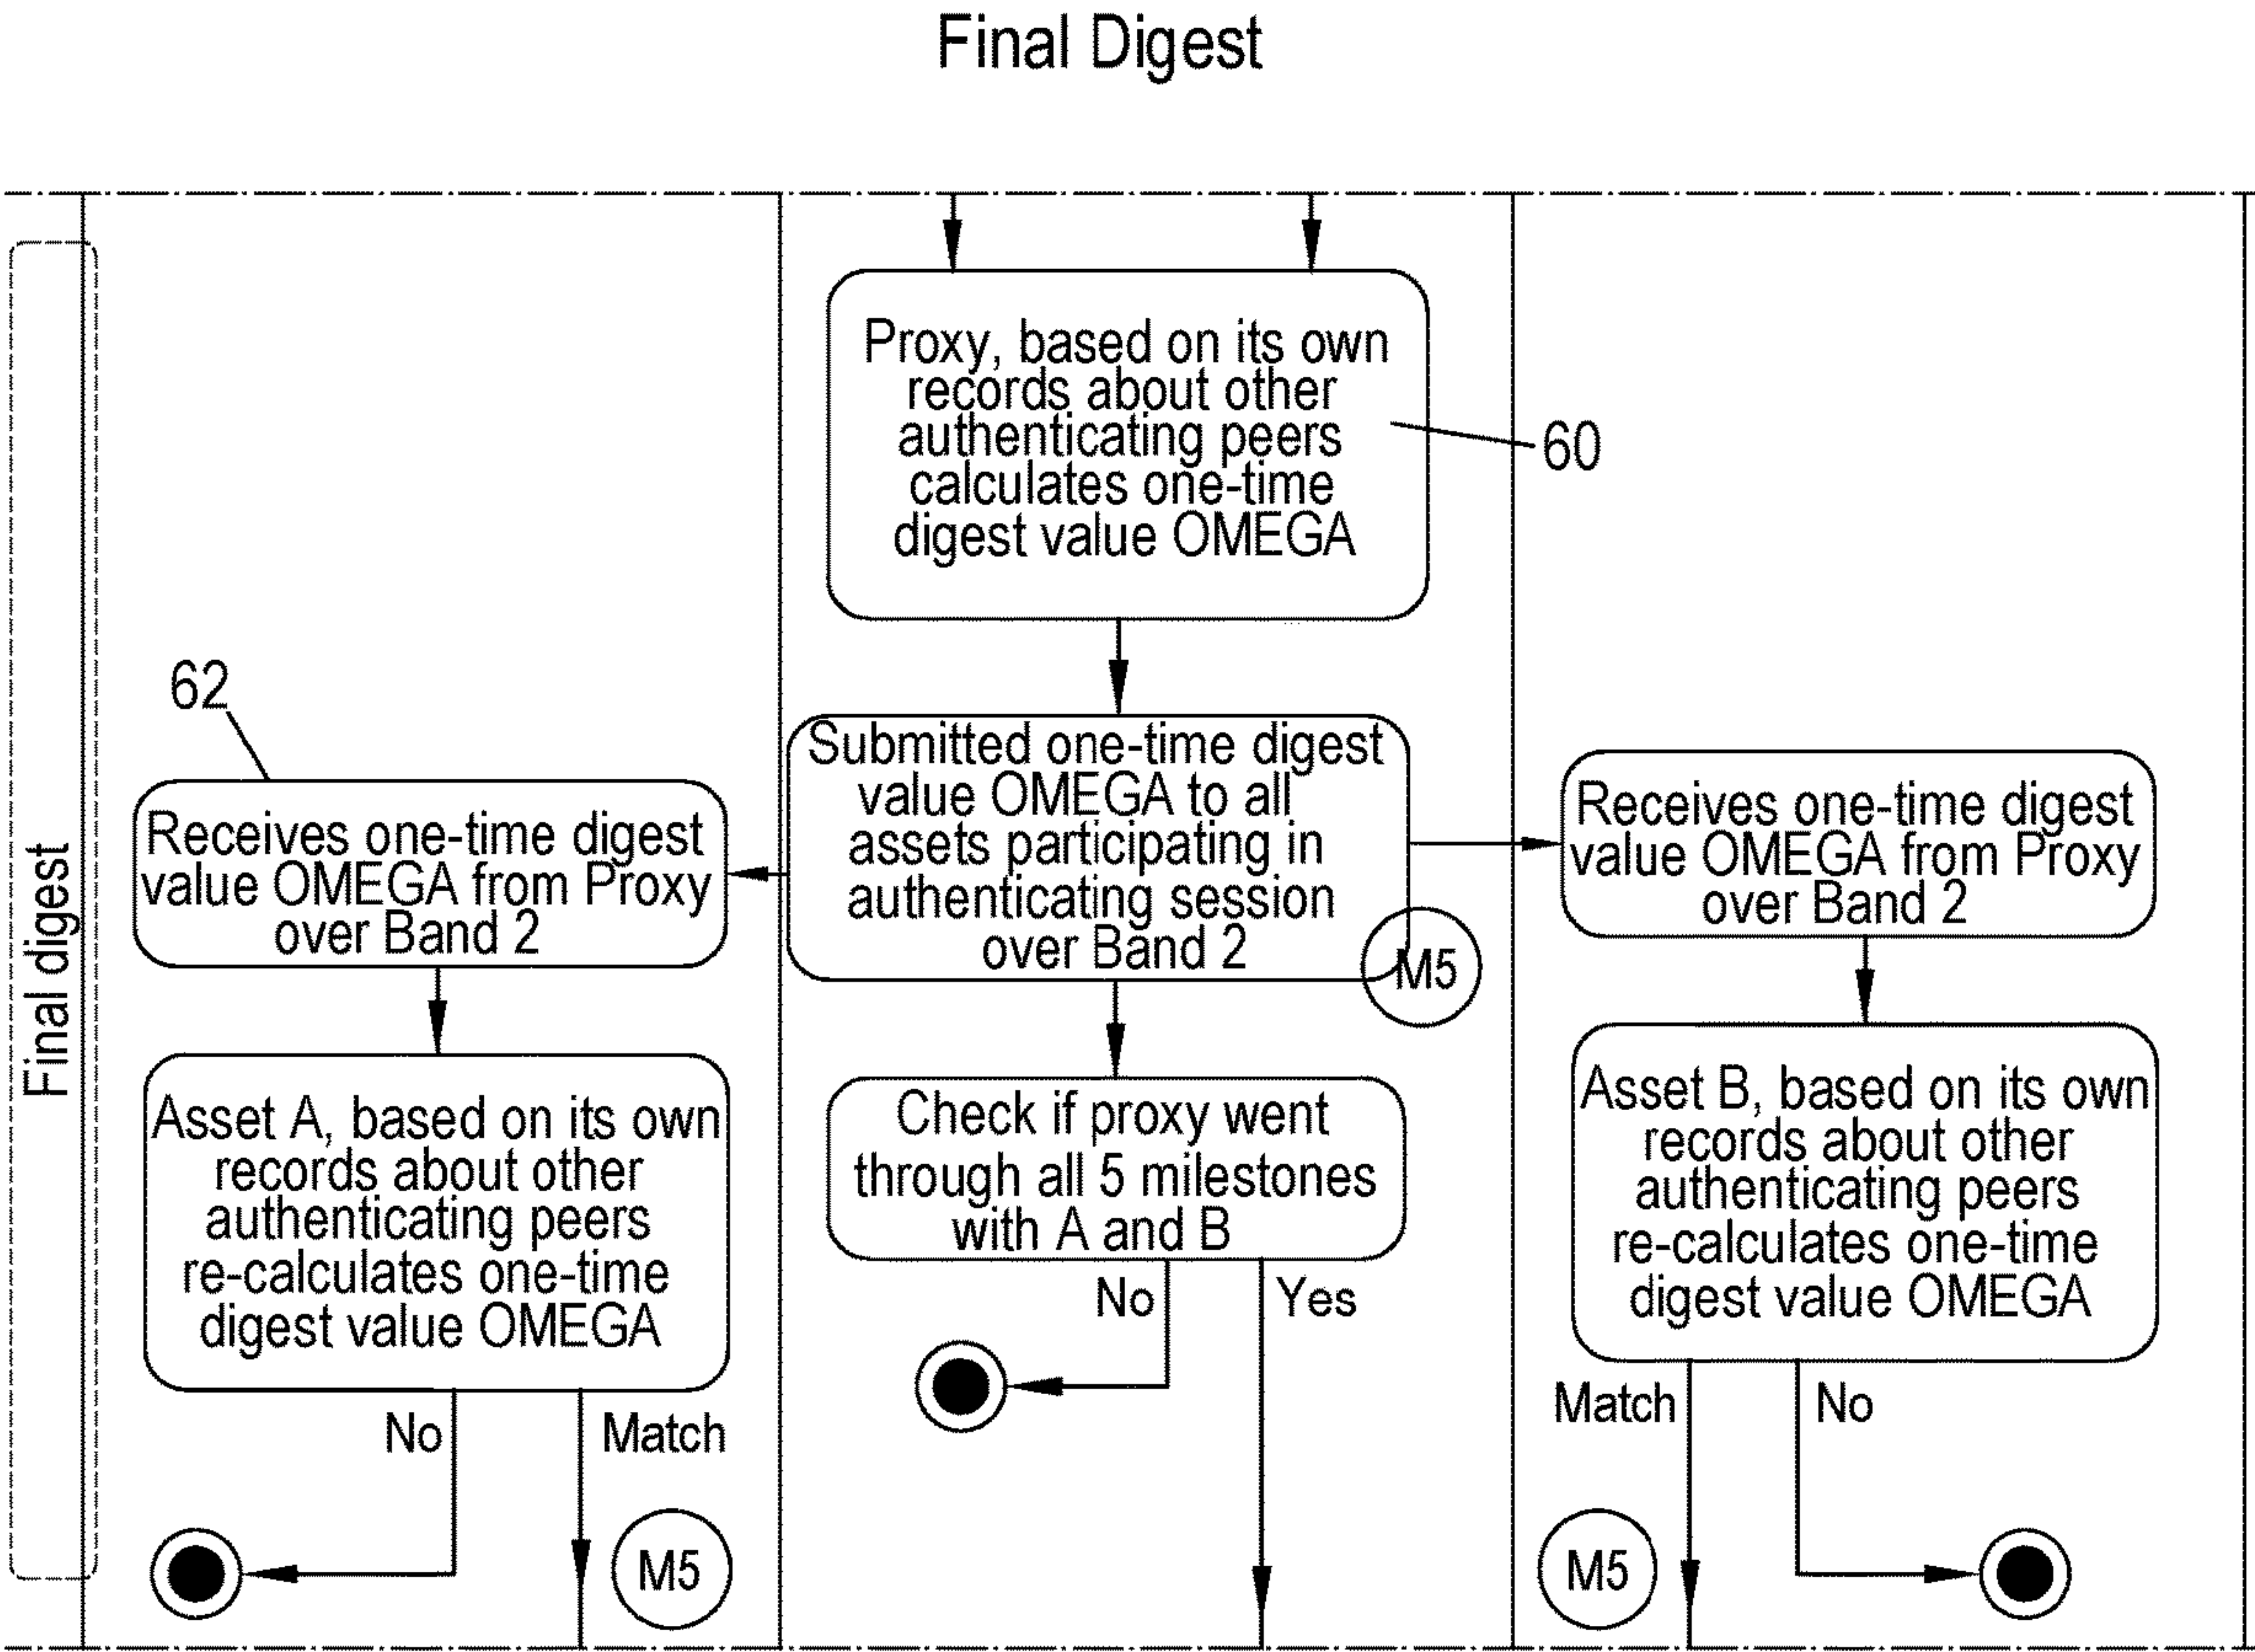 Final Digest
Final digest
Proxy, based on its own
records about other
authenticating peers
calculates one-time
digest value OMEGA
60
62
Receives one-time digest
value OMEGA from Proxy
over Band 2
Submitted one-time digest
value OMEGA to all
assets participating in
authenticating session
over Band 2
M5
Receives one-time digest
value OMEGA from Proxy
over Band 2
Asset A, based on its own
records about other
authenticating peers
re-calculates one-time
digest value OMEGA
Check if proxy went
through all 5 milestones
with A and B
Asset B, based on its own
records about other
authenticating peers
re-calculates one-time
digest value OMEGA
No
Yes
No
Match
Match
No
M5
M5